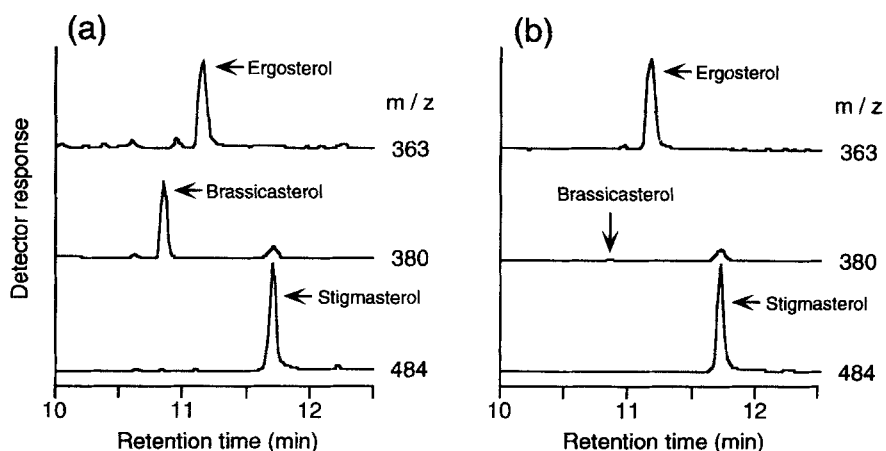 (a)
Ergosterol
m / z
363
Brassicasterol
380
Stigmasterol
484
Detector response
10 11 12
Retention time (min)
(b)
Ergosterol
m / z
363
Brassicasterol
380
Stigmasterol
484
10 11 12
Retention time (min)